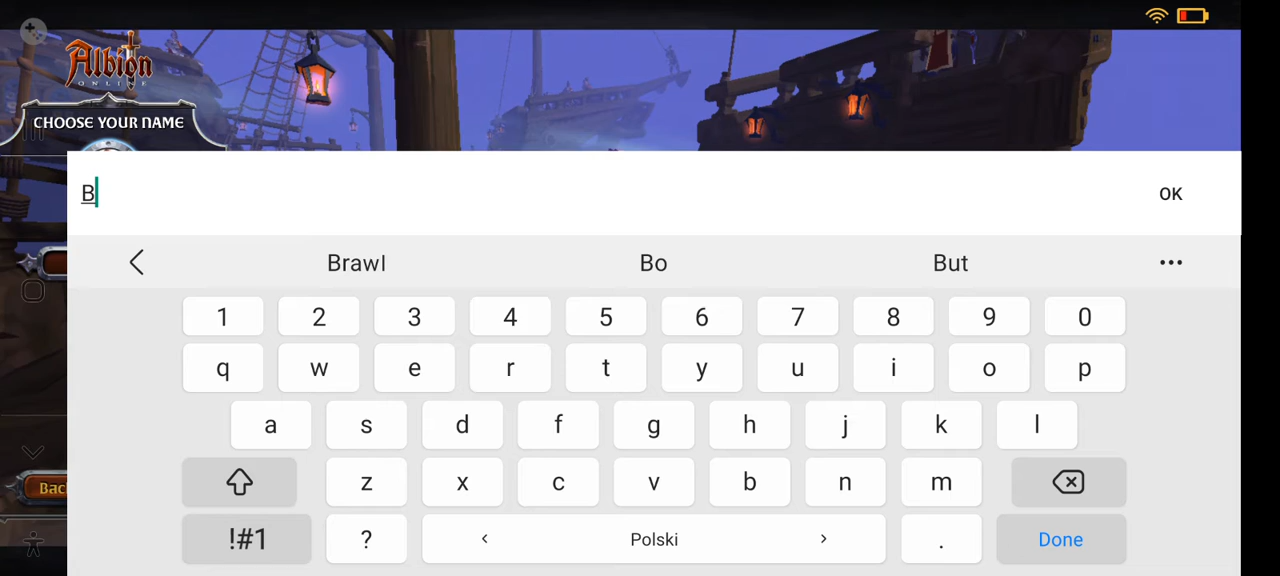 Albion
ONLINE
CHOOSE YOUR NAME
B
OK
Brawl Bo But
1 2 3 4 5 6 7 8 9 0
q w e r t y u i o p
a s d f g h j k l
z x c v b n m
Back
!#1 ? < Polski > . Done